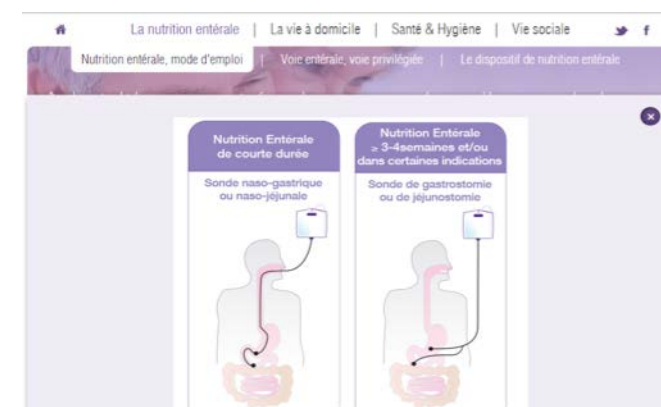 La nutrition entérale | La vie à domicile | Santé & Hygiène | Vie sociale
Nutrition entérale, mode d'emploi | Voie entérale, voie privilégiée | Le dispositif de nutrition entérale
Nutrition Entérale
de courte durée
Sonde naso-gastrique
ou naso-jéjunale
Nutrition Entérale
≥ 3-4semaines et/ou
dans certaines indications
Sonde de gastrostomie
ou de jéjunostomie